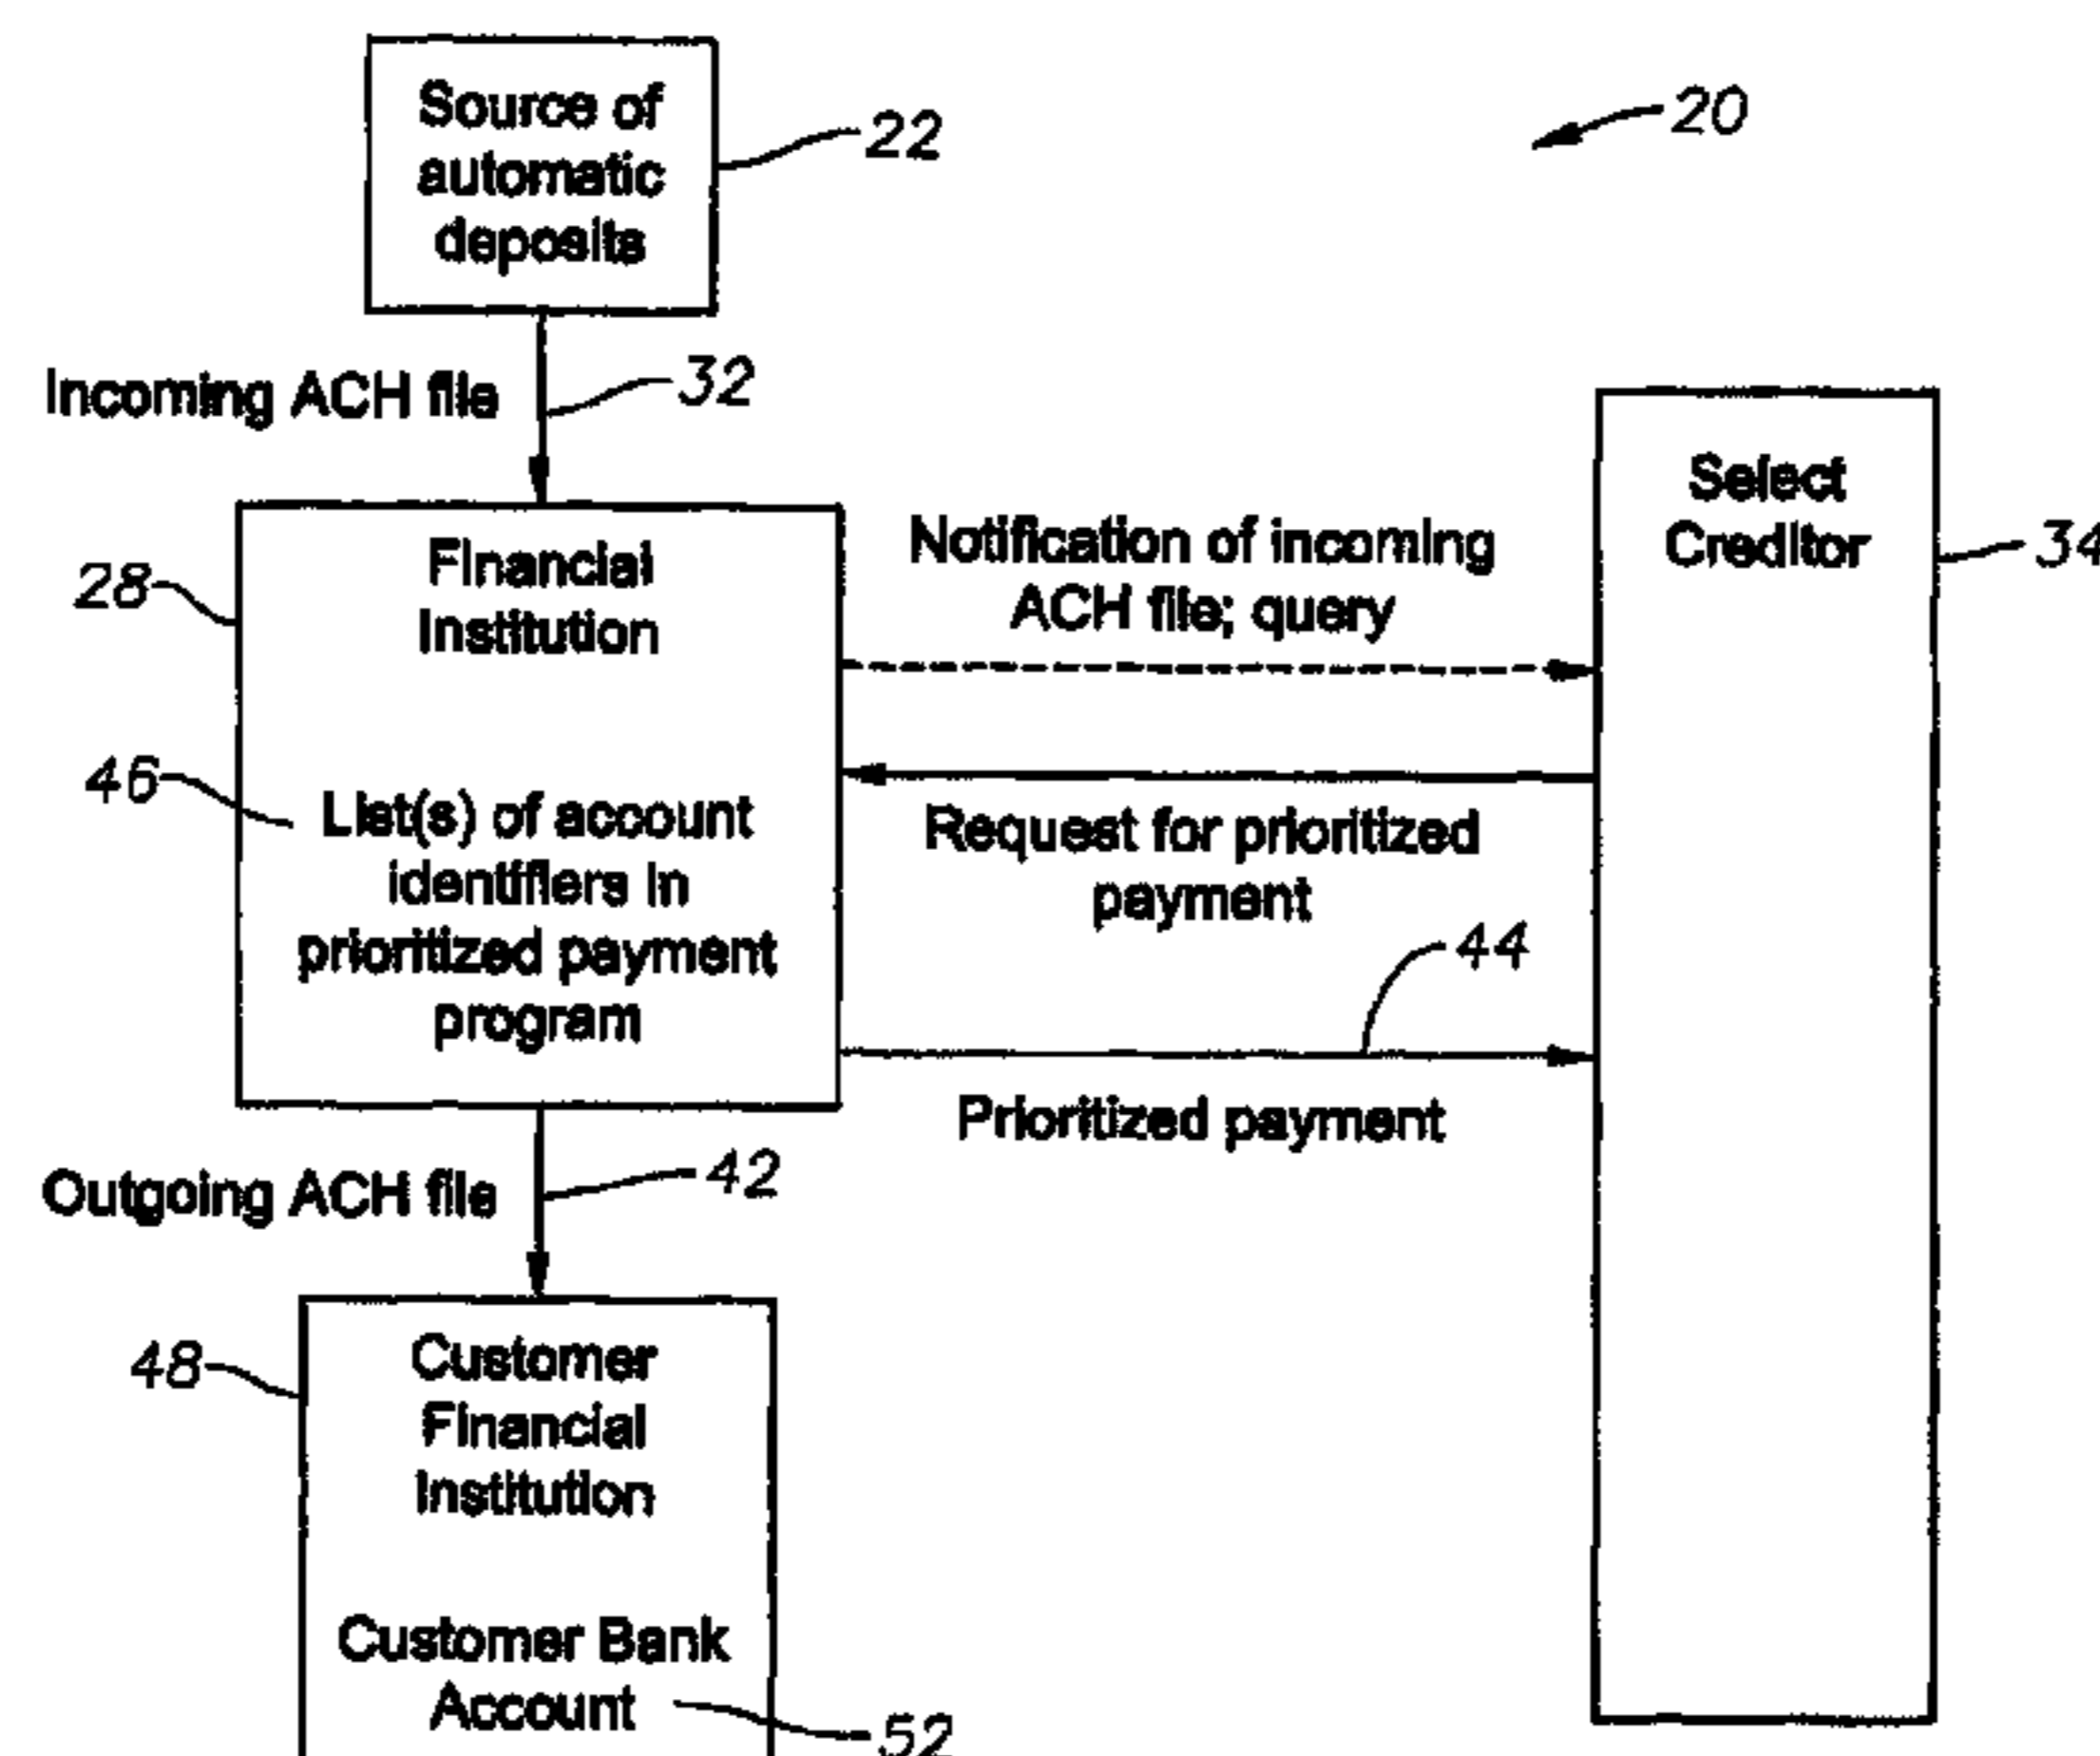 Source of
automatic
deposits
22
20
Incoming ACH file
32
Financial
Institution
28
46
List(s) of account
identifiers in
prioritized payment
program
Notification of incoming
ACH file; query
Request for prioritized
payment
44
Prioritized payment
Select
Creditor
34
Outgoing ACH file
42
48
Customer
Financial
Institution
Customer Bank
Account
52